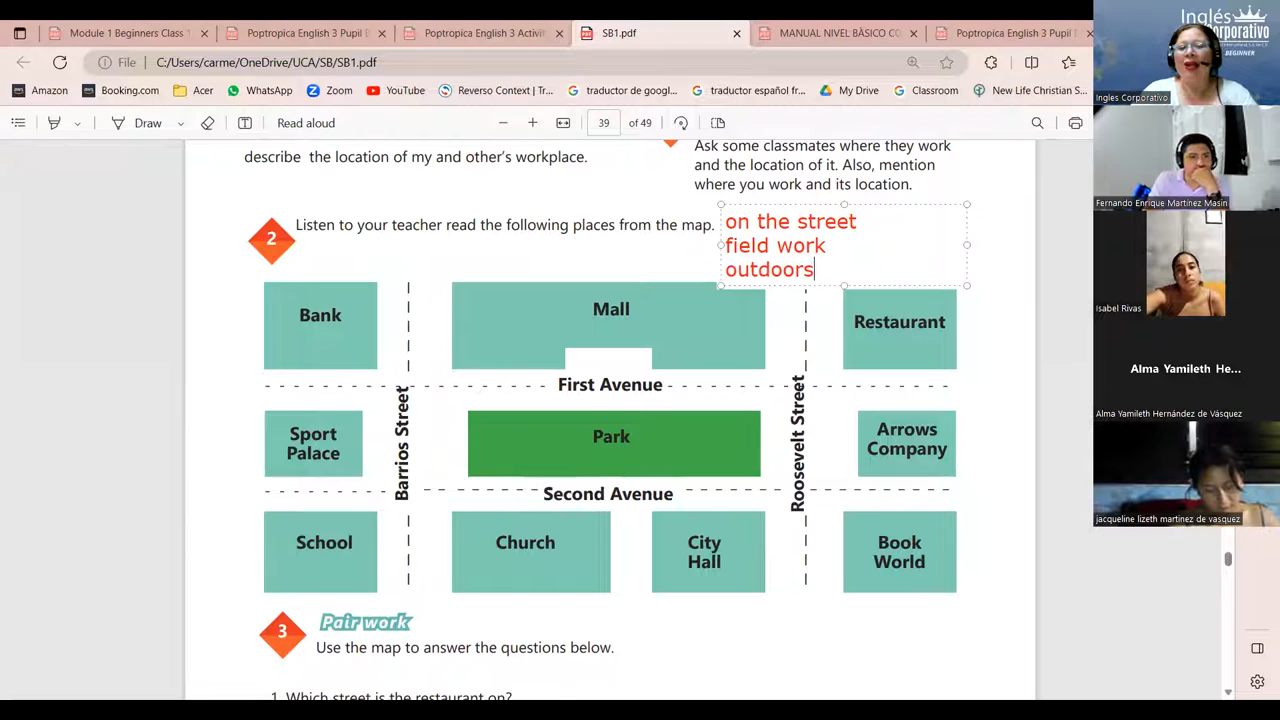 Module 1 Beginners Class
Poptropica English 3 Pupil
Poptropica English 3 Activi
SB1.pdf
MANUAL NIVEL BÀSICO CO
Poptropica English 3 Pupil
File
C:/Users/carme/OneDrive/UCA/SB/SB1.pdf
Amazon
Booking.com
Acer
WhatsApp
Zoom
YouTube
Reverso Context | Tr...
traductor de googl...
traductor español fr...
My Drive
Classroom
New Life Christian S...
Draw
Read aloud
39 of 49
describe the location of my and other's workplace.
Ask some classmates where they work
and the location of it. Also, mention
where you work and its location.
2
Listen to your teacher read the following places from the map.
on the street
field work
outdoors
Bank
Mall
Restaurant
First Avenue
Barrios Street
Roosevelt Street
Sport
Palace
Park
Arrows
Company
Second Avenue
School
Church
City
Hall
Book
World
3
Pair work
Use the map to answer the questions below.
1. Which street is the restaurant on?
Inglés
Corporativo
BEGINNER
Ingles Corporativo
Fernando Enrique Martínez Masin
Isabel Rivas
Alma Yamileth He...
Alma Yamileth Hernández de Vásquez
jacqueline lizeth martinez de vasquez